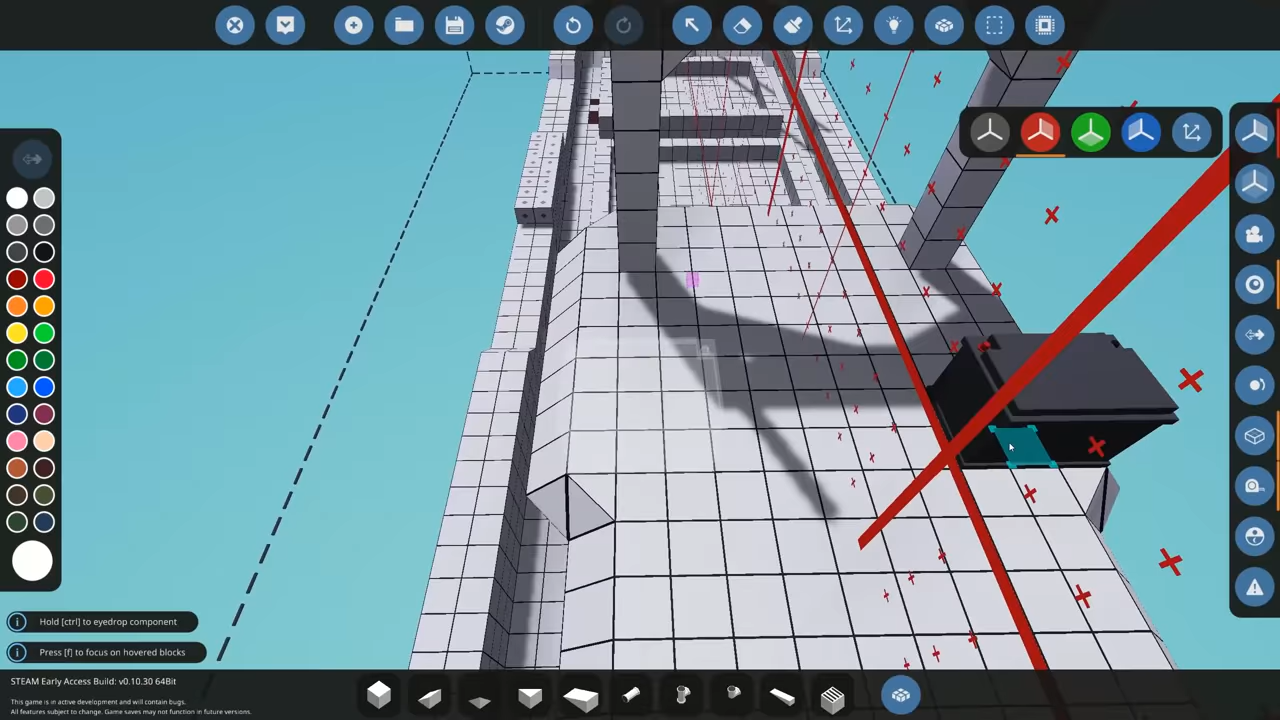 Hold [ctrl] to eyedrop component
Press [f] to focus on hovered blocks
STEAM Early Access Build: v0.10.30 64Bit
This game is in active development and will contain bugs.
All features subject to change. Game saves may not function in future versions.